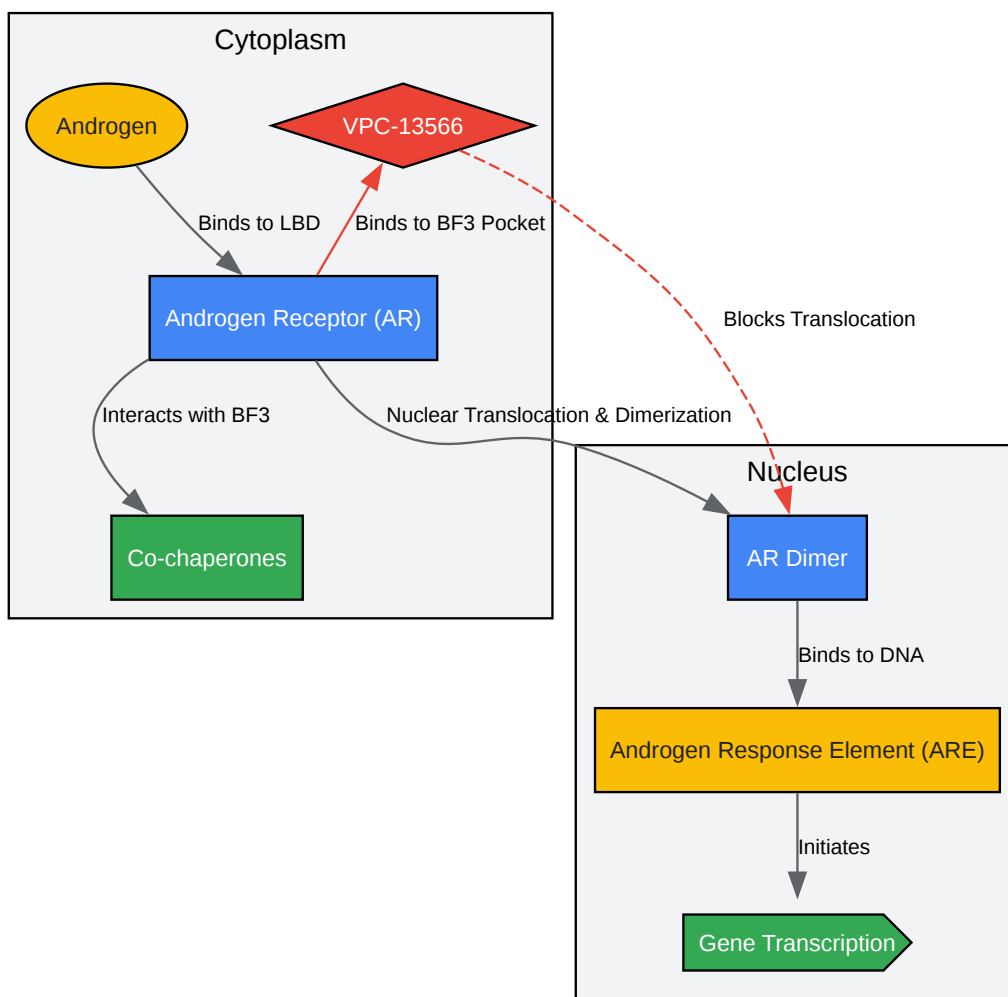 Cytoplasm
Androgen
VPC-13566
Binds to LBD
Binds to BF3 Pocket
Androgen Receptor (AR)
Blocks Translocation
Interacts with BF3
Nuclear Translocation & Dimerization
Nucleus
Co-chaperones
AR Dimer
Binds to DNA
Androgen Response Element (ARE)
Initiates
Gene Transcription